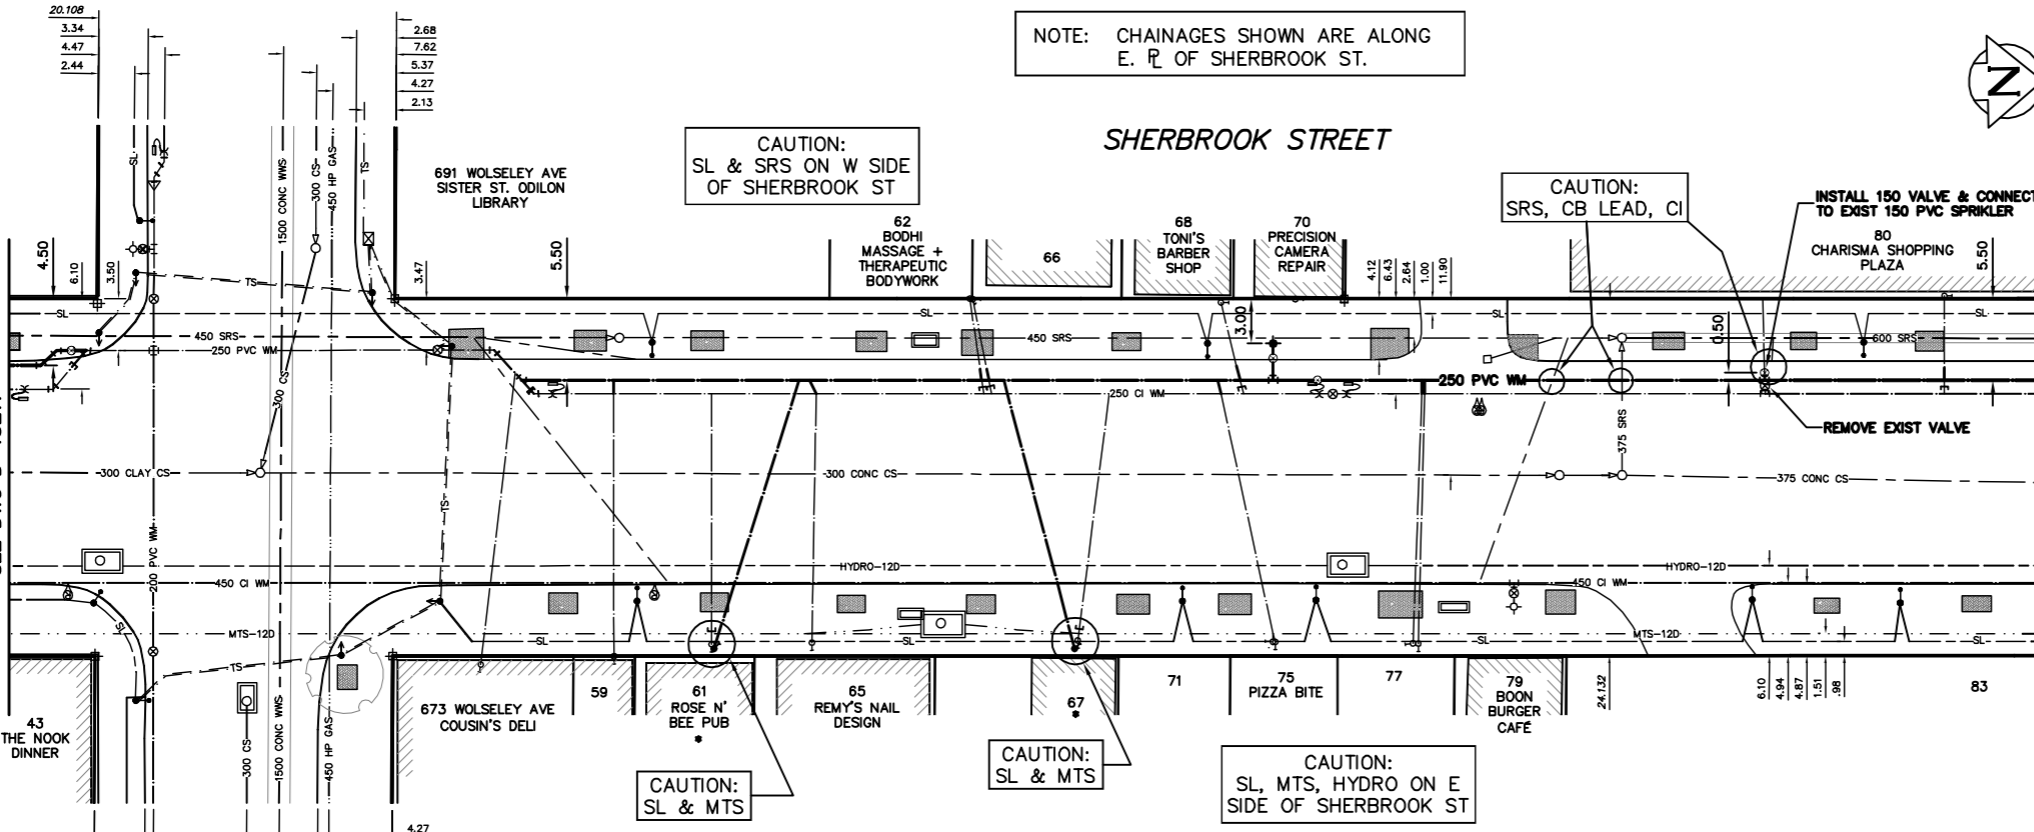 20.108
3.34
4.47
2.44
2.68
7.62
5.37
4.27
2.13
NOTE: CHAINAGES SHOWN ARE ALONG
E. PL OF SHERBROOK ST.
N
SHERBROOK STREET
CAUTION:
SL & SRS ON W SIDE
OF SHERBROOK ST
691 WOLSELEY AVE
SISTER ST. ODILON
LIBRARY
CAUTION:
SRS, CB LEAD, CI
INSTALL 150 VALVE & CONNECT
TO EXIST 150 PVC SPRIKLER
62
BODHI
MASSAGE +
THERAPEUTIC
BODYWORK
66
68
TONI'S
BARBER
SHOP
70
PRECISION
CAMERA
REPAIR
80
CHARISMA SHOPPING
PLAZA
SL
1500 CONC WWS
300 CS
450 HP GAS
TS
4.50
6.10
3.50
3.47
5.50
4.12
6.43
2.64
1.00
11.90
5.50
SL
TS
SL
SL
SL
450 SRS
250 PVC WM
450 SRS
3.00
0.50
600 SRS
300 CS
250 PVC WM
250 CI WM
REMOVE EXIST VALVE
375 SRS
300 CLAY CS
300 CONC CS
375 CONC CS
TS
200 PVC WM
HYDRO-12D
HYDRO-12D
450 CI WM
450 CI WM
SL
MTS-12D
SL
SL
SL
MTS-12D
SL
TS
43
THE NOOK
DINNER
673 WOLSELEY AVE
COUSIN'S DELI
59
61
ROSE N'
BEE PUB
*
65
REMY'S NAIL
DESIGN
67
*
71
75
PIZZA BITE
77
79
BOON
BURGER
CAFÉ
24.132
6.10
4.94
4.87
1.51
.98
83
300 CS
1500 CONC WWS
450 HP GAS
CAUTION:
SL & MTS
CAUTION:
SL & MTS
CAUTION:
SL, MTS, HYDRO ON E
SIDE OF SHERBROOK ST
4.27